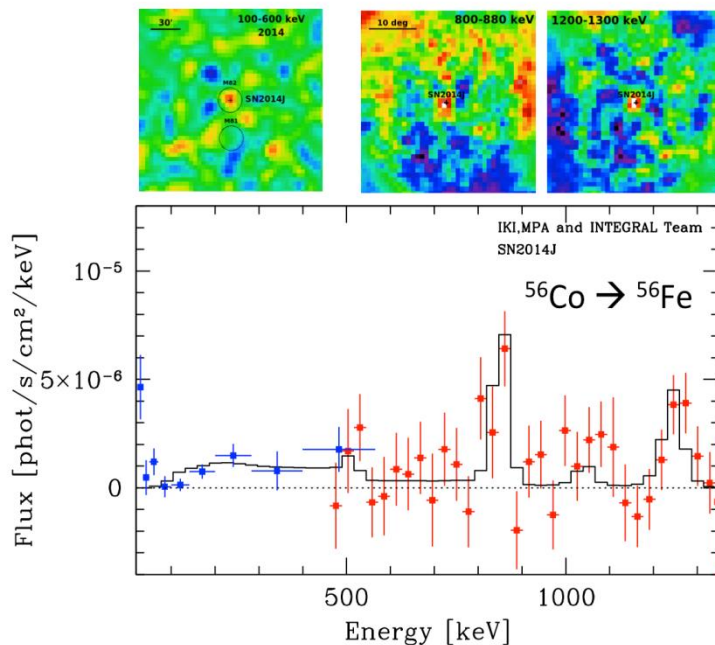 30'
100-600 keV
2014
M82
SN2014J
M81
10 deg
800-880 keV
SN2014J
1200-1300 keV
SN2014J
IKI,MPA and INTEGRAL Team
SN2014J
⁵⁶Co → ⁵⁶Fe
10⁻⁵
5×10⁻⁶
0
Flux [phot/s/cm²/keV]
500
1000
Energy [keV]